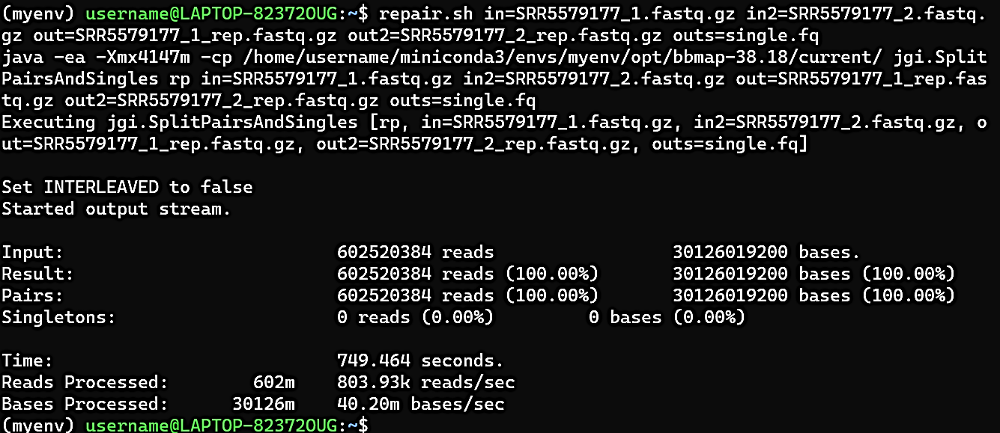 (myenv) username@LAPTOP-82372OUG:~$ repair.sh in=SRR5579177_1.fastq.gz in2=SRR5579177_2.fastq.
gz out=SRR5579177_1_rep.fastq.gz out2=SRR5579177_2_rep.fastq.gz outs=single.fq
java -ea -Xmx4147m -cp /home/username/miniconda3/envs/myenv/opt/bbmap-38.18/current/ jgi.Split
PairsAndSingles rp in=SRR5579177_1.fastq.gz in2=SRR5579177_2.fastq.gz out=SRR5579177_1_rep.fas
tq.gz out2=SRR5579177_2_rep.fastq.gz outs=single.fq
Executing jgi.SplitPairsAndSingles [rp, in=SRR5579177_1.fastq.gz, in2=SRR5579177_2.fastq.gz, o
ut=SRR5579177_1_rep.fastq.gz, out2=SRR5579177_2_rep.fastq.gz, outs=single.fq]
Set INTERLEAVED to false
Started output stream.
Input: 602520384 reads 30126019200 bases.
Result: 602520384 reads (100.00%) 30126019200 bases (100.00%)
Pairs: 602520384 reads (100.00%) 30126019200 bases (100.00%)
Singletons: 0 reads (0.00%) 0 bases (0.00%)
Time: 749.464 seconds.
Reads Processed: 602m 803.93k reads/sec
Bases Processed: 30126m 40.20m bases/sec
(myenv) username@LAPTOP-82372OUG:~$